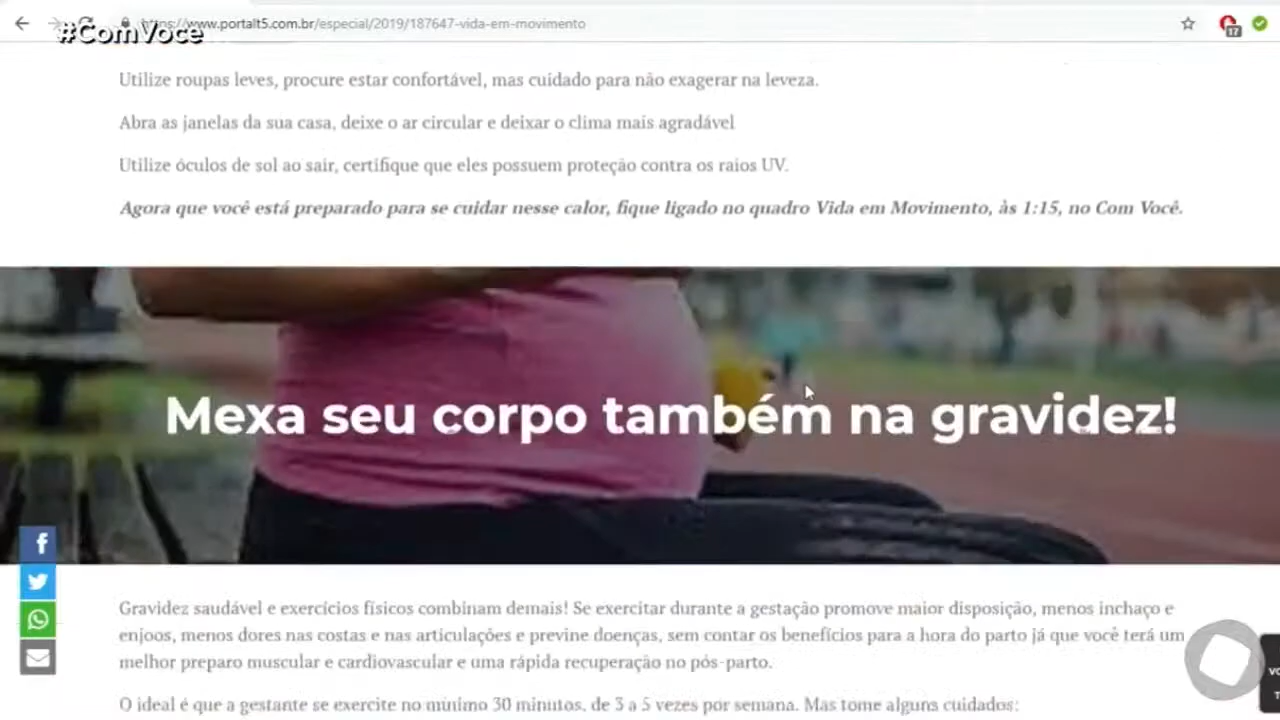 #ComVoce
https://www.portalt5.com.br/especial/2019/187647-vida-em-movimento
17
Utilize roupas leves, procure estar confortável, mas cuidado para não exagerar na leveza.
Abra as janelas da sua casa, deixe o ar circular e deixar o clima mais agradável
Utilize óculos de sol ao sair, certifique que eles possuem proteção contra os raios UV.
Agora que você está preparado para se cuidar nesse calor, fique ligado no quadro Vida em Movimento, às 1:15, no Com Você.
Mexa seu corpo também na gravidez!
Gravidez saudável e exercícios físicos combinam demais! Se exercitar durante a gestação promove maior disposição, menos inchaço e
enjoos, menos dores nas costas e nas articulações e previne doenças, sem contar os benefícios para a hora do parto já que você terá um
melhor preparo muscular e cardiovascular e uma rápida recuperação no pós-parto.
O ideal é que a gestante se exercite no mínimo 30 minutos, de 3 a 5 vezes por semana. Mas tome alguns cuidados: